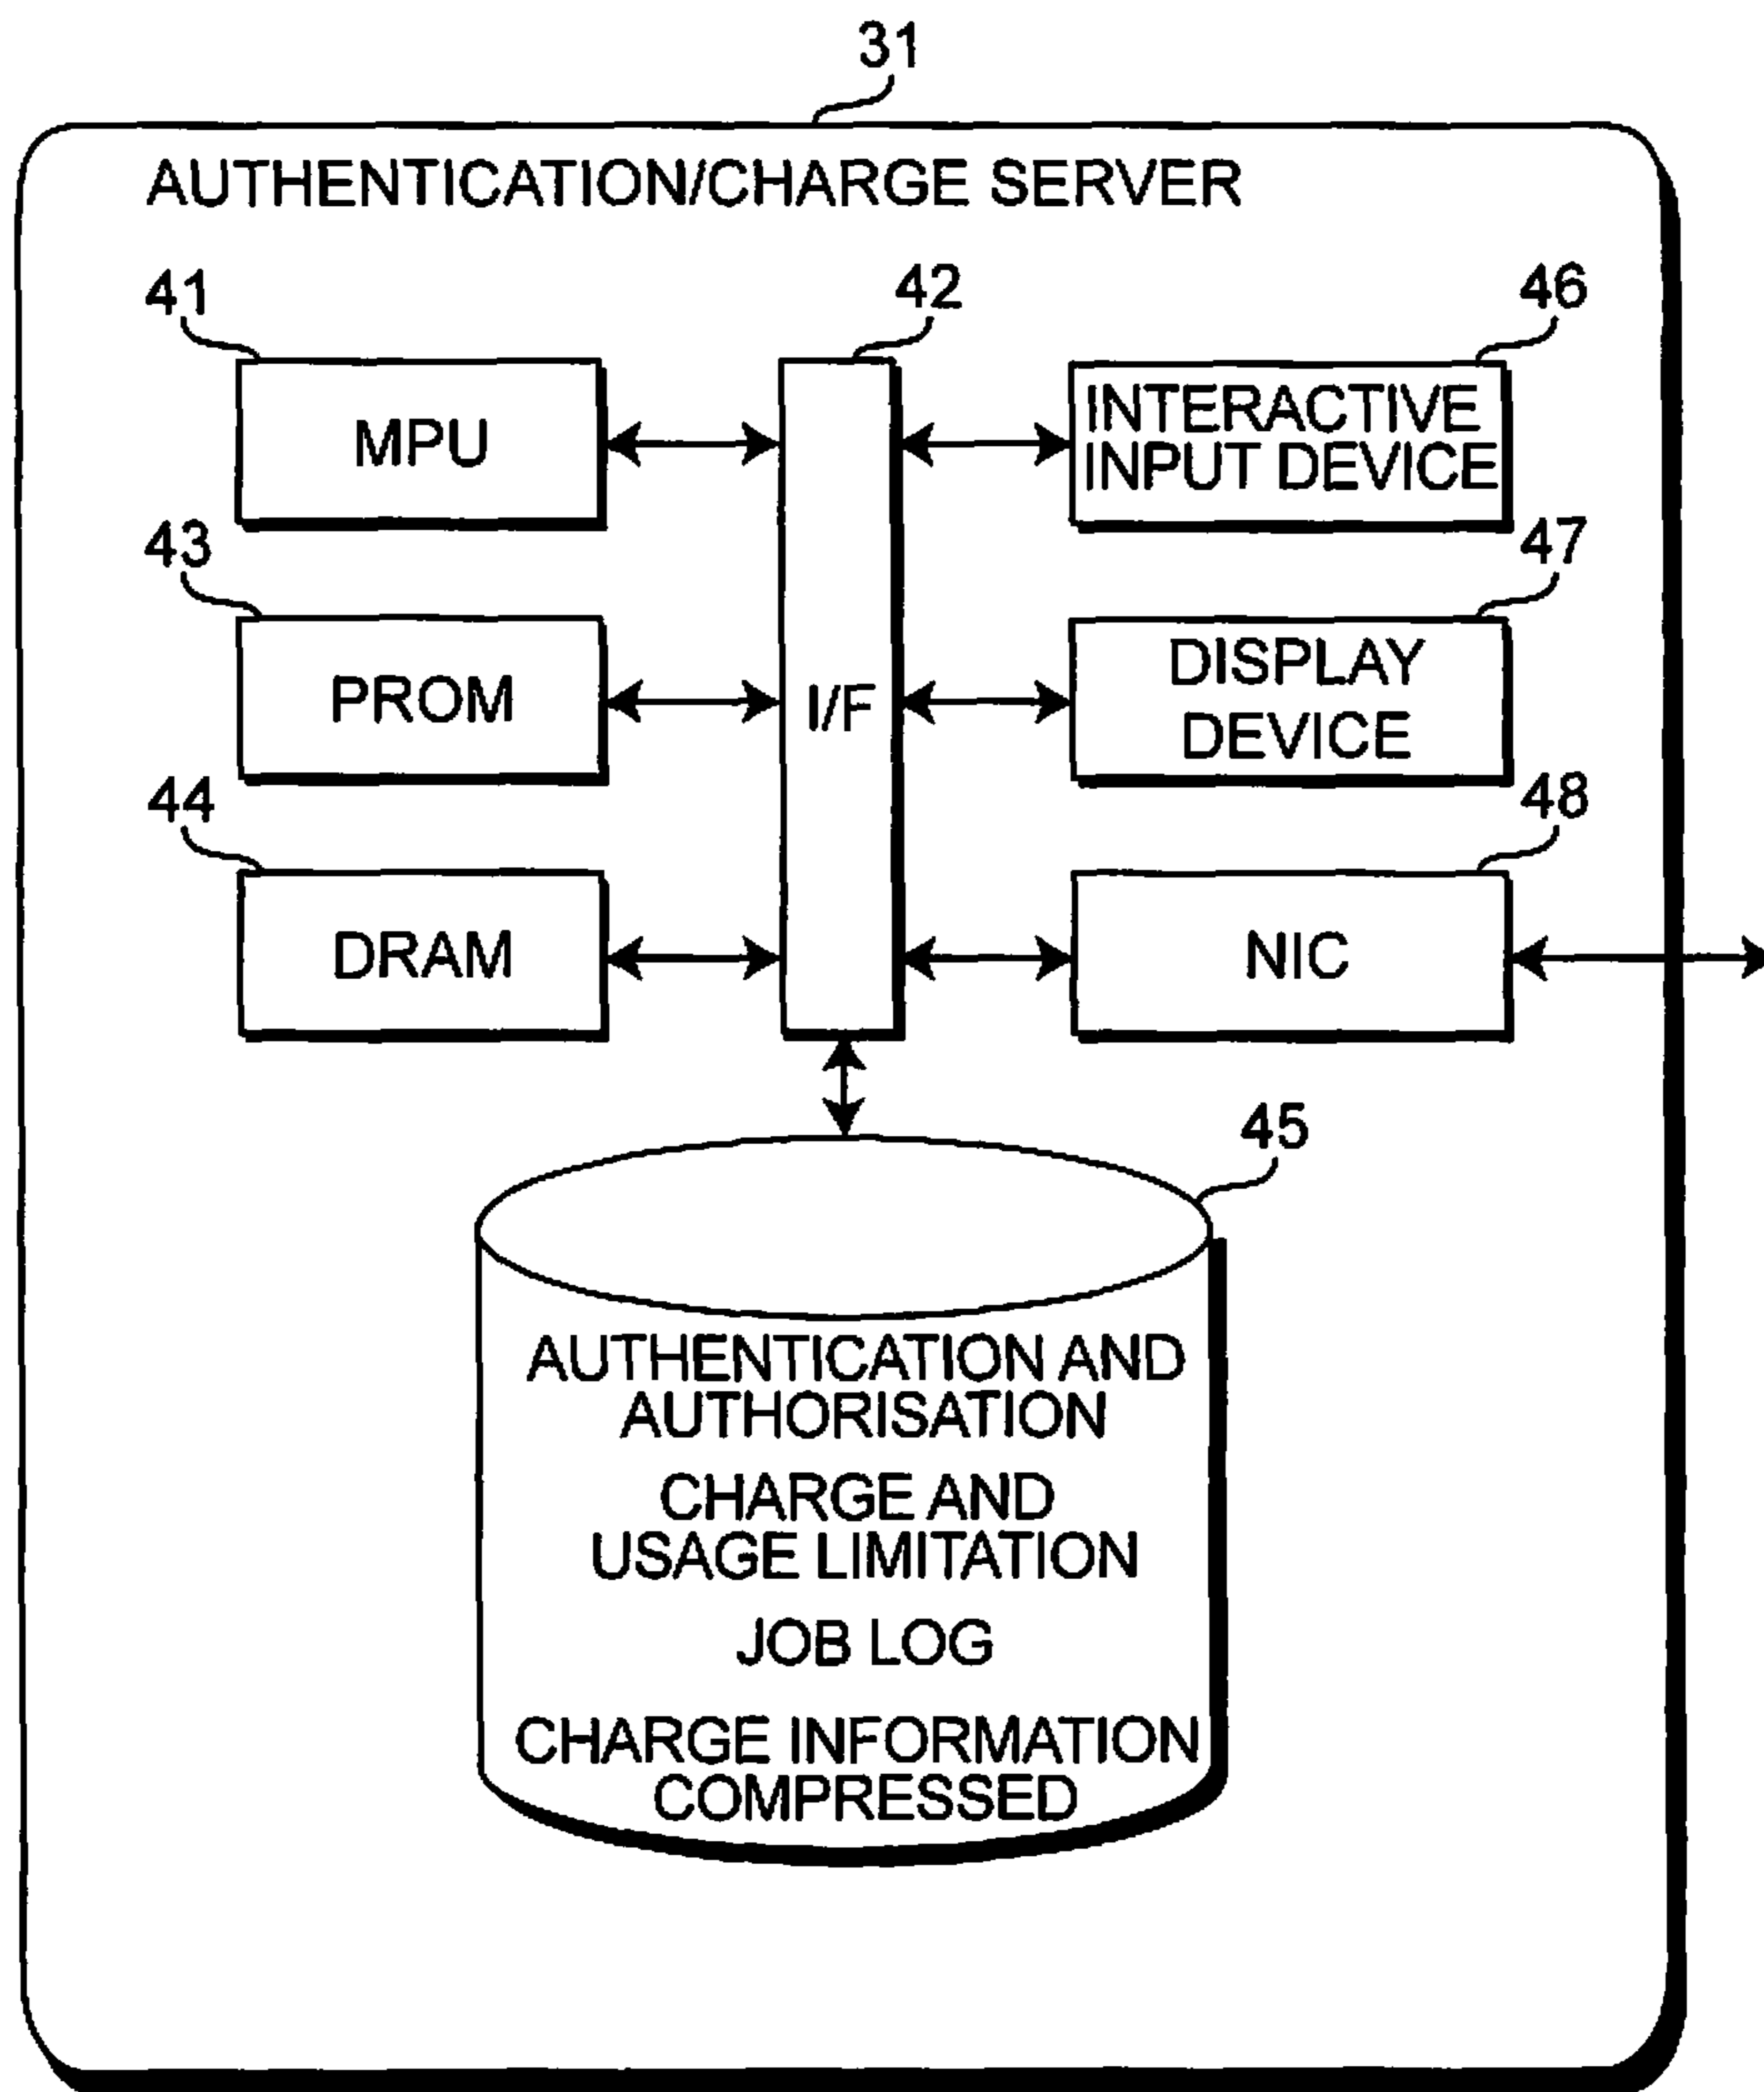 31
AUTHENTICATION/CHARGE SERVER
41
42
46
MPU
INTERACTIVE
INPUT DEVICE
43
47
PROM
I/F
DISPLAY
DEVICE
44
48
DRAM
NIC
45
AUTHENTICATION AND
AUTHORISATION
CHARGE AND
USAGE LIMITATION
JOB LOG
CHARGE INFORMATION
COMPRESSED